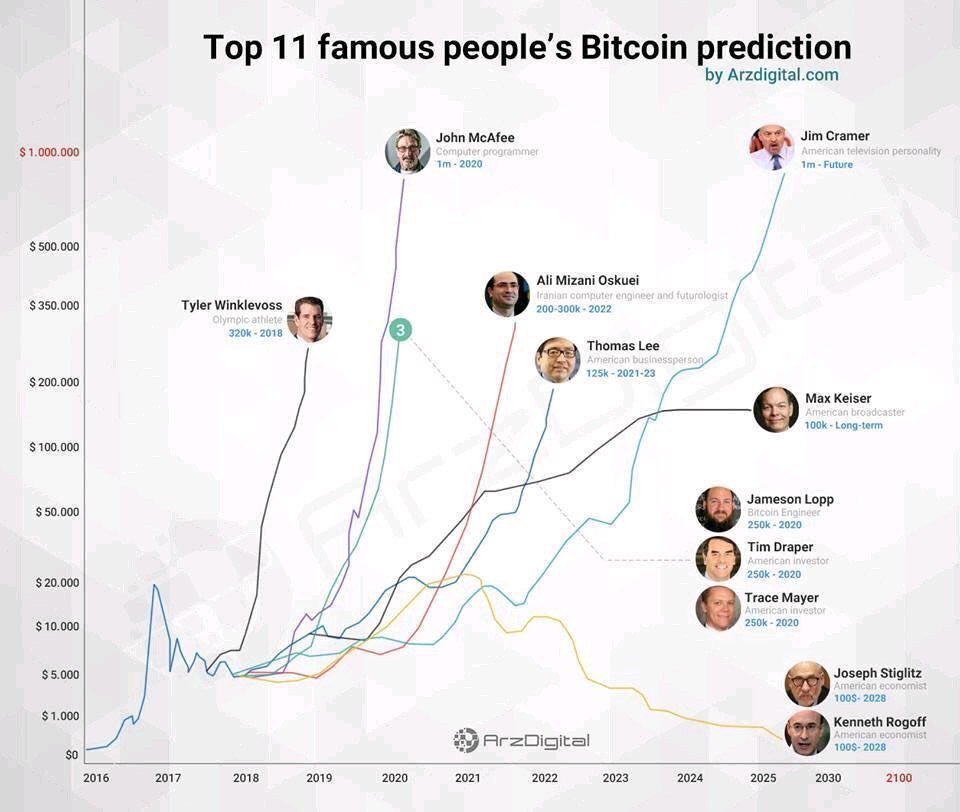 Top 11 famous people's Bitcoin prediction
by Arzdigital.com
$ 1.000.000
$ 500.000
$ 350.000
$ 200.000
$ 100.000
$ 50.000
$ 20.000
$ 10.000
$ 5.000
$ 1.000
$0
John McAfee
Computer programmer
1m - 2020
Jim Cramer
American television personality
1m - Future
Tyler Winklevoss
Olympic athlete
320k - 2018
3
Ali Mizani Oskuei
Iranian computer engineer and futurologist
200-300k - 2022
Thomas Lee
American businessperson
125k - 2021-23
Max Keiser
American broadcaster
100k - Long-term
Jameson Lopp
Bitcoin Engineer
250k - 2020
Tim Draper
American investor
250k - 2020
Trace Mayer
American investor
250k - 2020
Joseph Stiglitz
American economist
100$- 2028
Kenneth Rogoff
American economist
100$- 2028
ArzDigital
2016 2017 2018 2019 2020 2021 2022 2023 2024 2025 2030 2100
ArzDigital